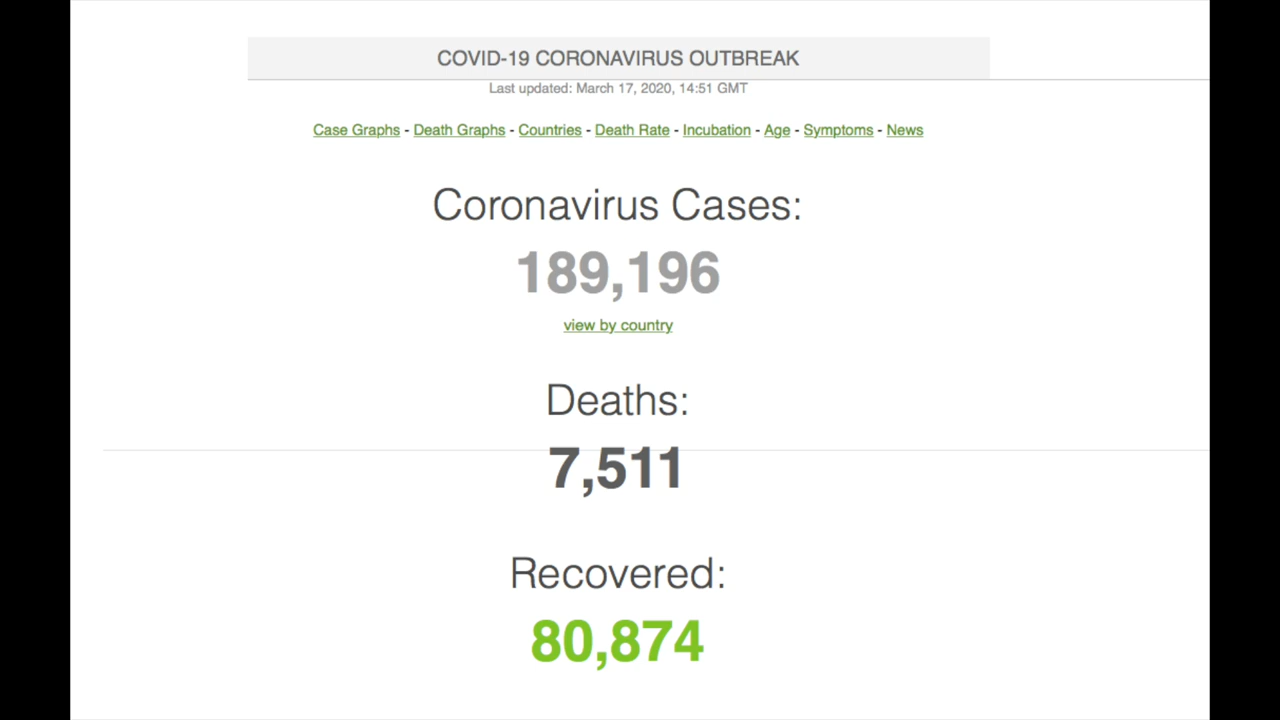 COVID-19 CORONAVIRUS OUTBREAK
Last updated: March 17, 2020, 14:51 GMT
Case Graphs - Death Graphs - Countries - Death Rate - Incubation - Age - Symptoms - News
Coronavirus Cases:
189,196
view by country
Deaths:
7,511
Recovered:
80,874